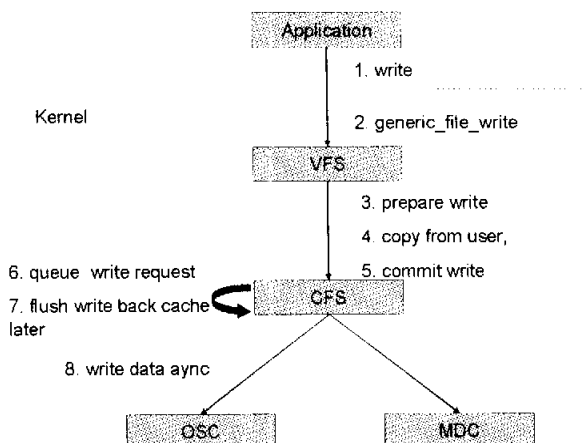 Application
1. write
Kernel
2. generic_file_write
VFS
3. prepare write
4. copy from user,
5. commit write
6. queue write request
7. flush write back cache
later
CFS
8. write data aync
OSC
MDC